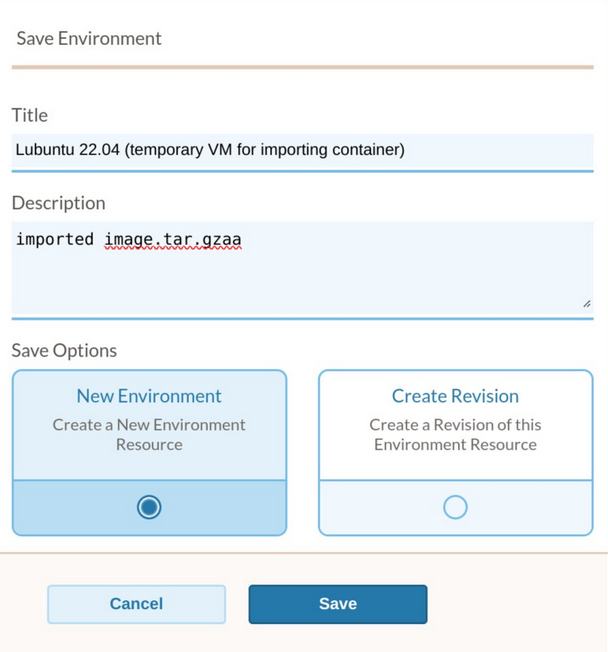 Save Environment
Title
Lubuntu 22.04 (temporary VM for importing container)
Description
imported image.tar.gzaa
Save Options
New Environment
Create a New Environment
Resource
Create Revision
Create a Revision of this
Environment Resource
Cancel
Save